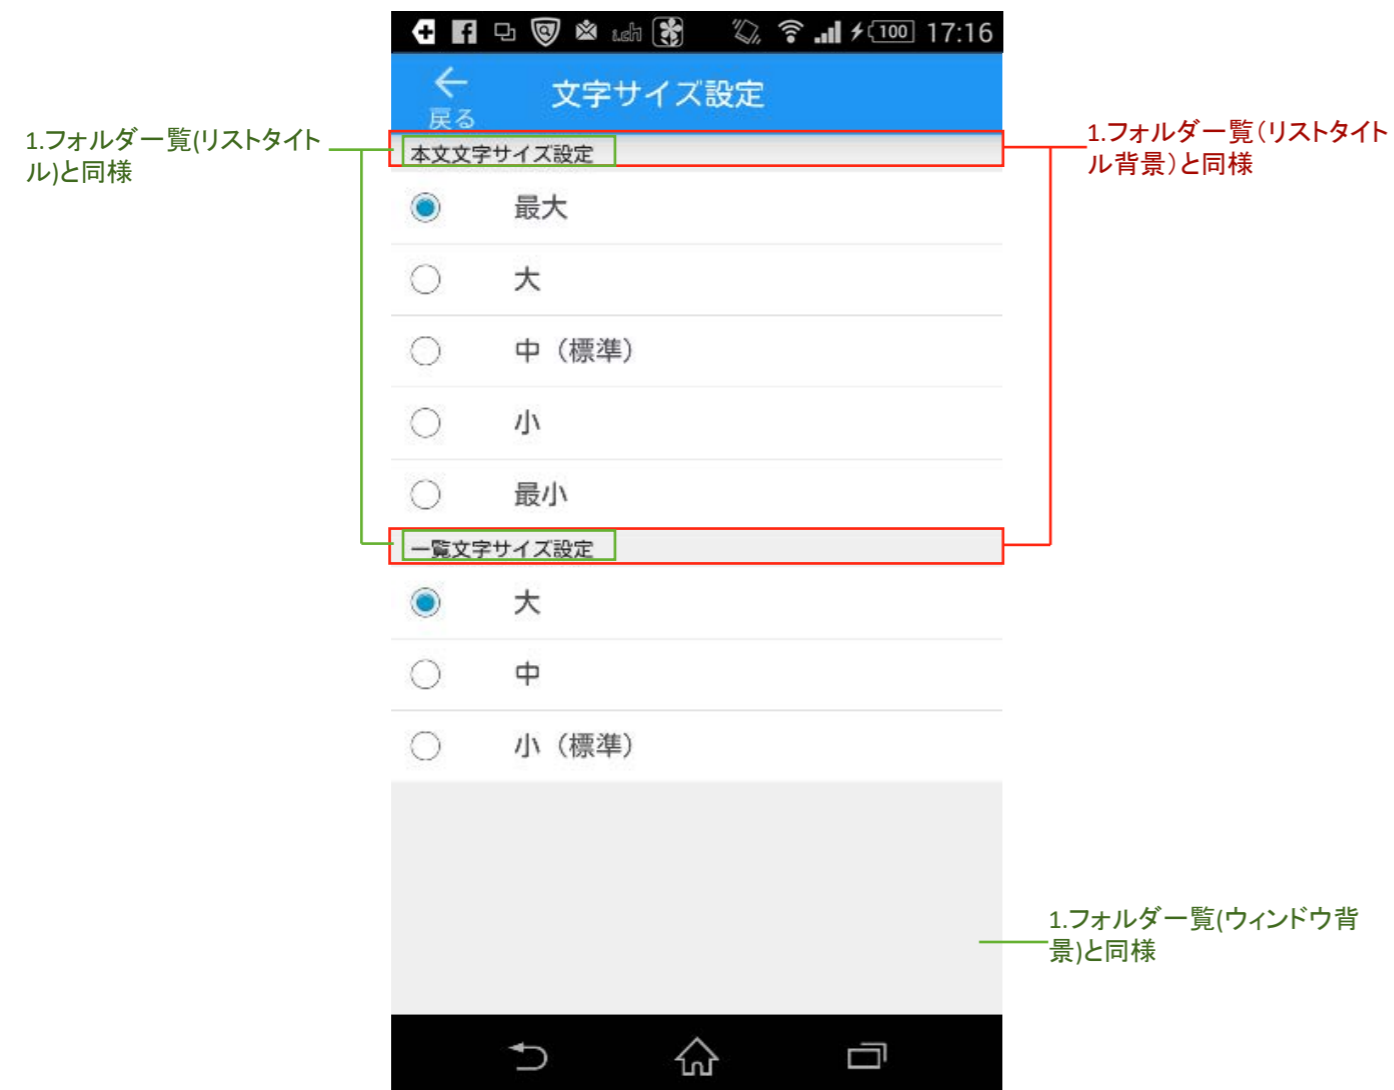 100 17:16
文字サイズ設定
戻る
1.フォルダ一覧(リストタイト
ル)と同様
1.フォルダ一覧(リストタイト
ル背景)と同様
本文文字サイズ設定
最大
大
中（標準）
小
最小
一覧文字サイズ設定
大
中
小（標準）
1.フォルダ一覧(ウィンドウ背
景)と同様